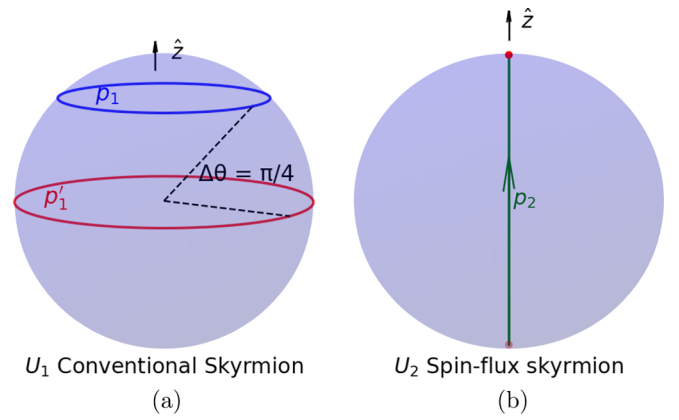 ẑ
p₁
Δθ = π/4
p′₁
U₁ Conventional Skyrmion
(a)
ẑ
p₂
U₂ Spin-flux skyrmion
(b)